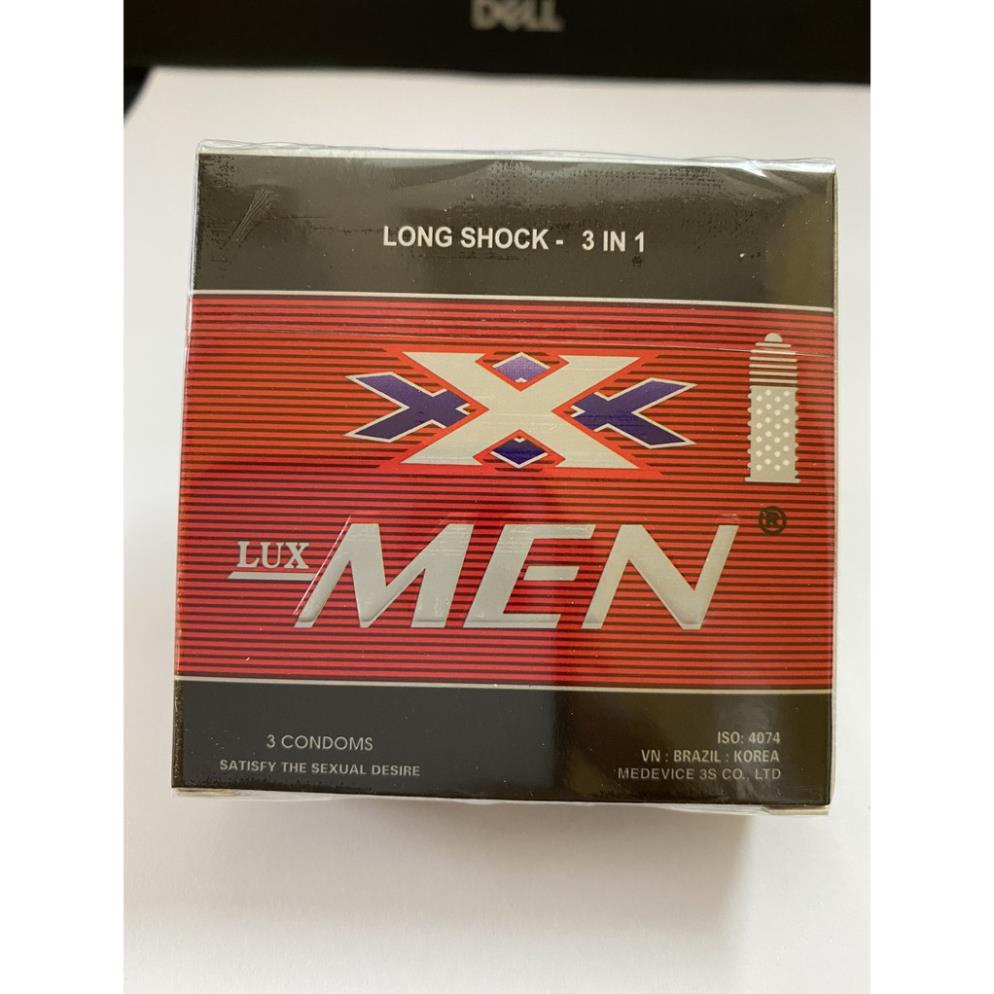 DELL
LONG SHOCK - 3 IN 1
X
LUX MEN ®
3 CONDOMS
SATISFY THE SEXUAL DESIRE
ISO: 4074
VN : BRAZIL : KOREA
MEDEVICE 3S CO., LTD